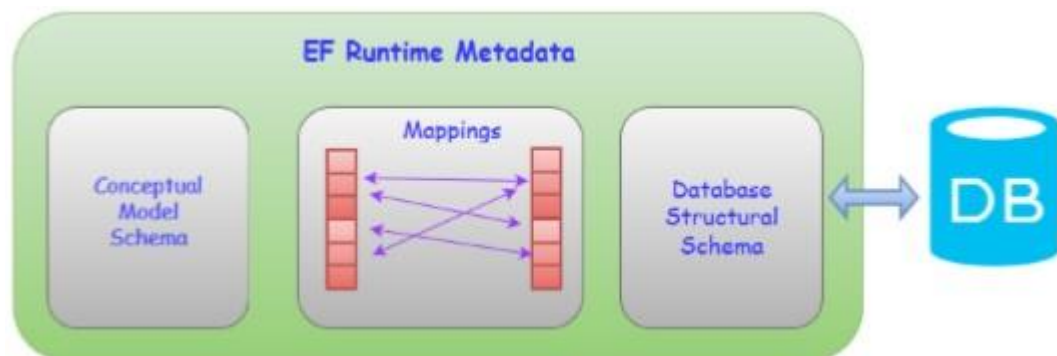 EF Runtime Metadata
Conceptual
Model
Schema
Mappings
Database
Structural
Schema
DB